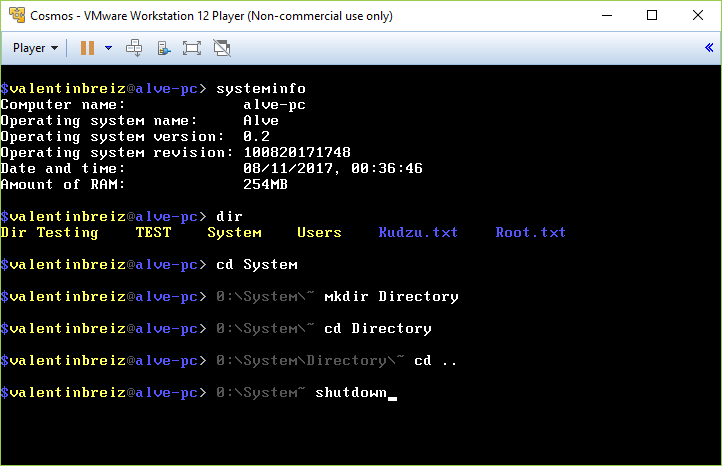 Cosmos - VMware Workstation 12 Player (Non-commercial use only)
Player
$valentinbreiz@alve-pc> systeminfo
Computer name: alve-pc
Operating system name: Alve
Operating system version: 0.2
Operating system revision: 100820171748
Date and time: 08/11/2017, 00:36:46
Amount of RAM: 254MB
$valentinbreiz@alve-pc> dir
Dir Testing TEST System Users Kudzu.txt Root.txt
$valentinbreiz@alve-pc> cd System
$valentinbreiz@alve-pc> 0:\System\~ mkdir Directory
$valentinbreiz@alve-pc> 0:\System\~ cd Directory
$valentinbreiz@alve-pc> 0:\System\Directory\~ cd ..
$valentinbreiz@alve-pc> 0:\System~ shutdown_